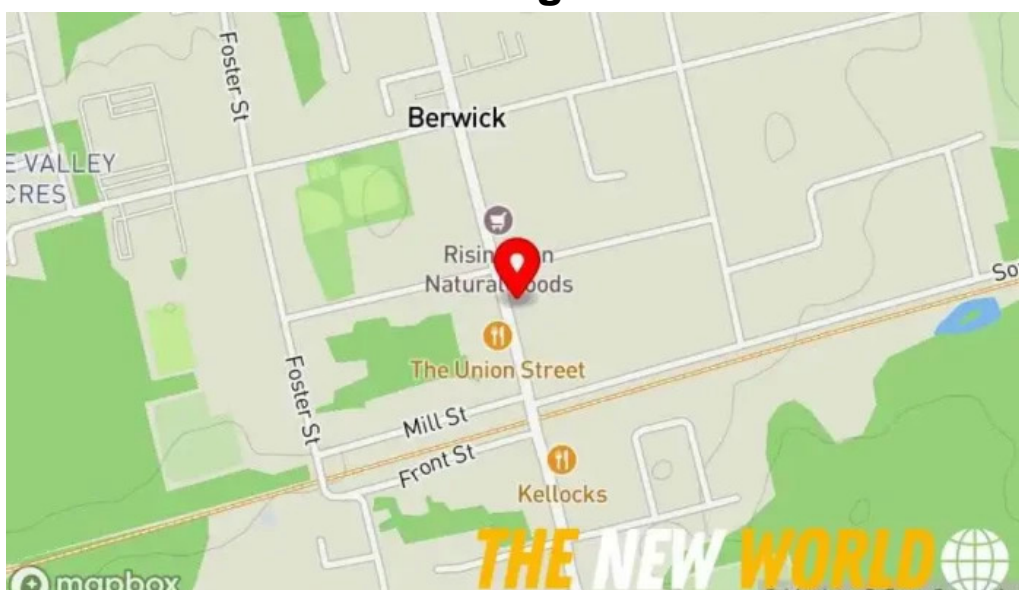 Foster St
Berwick
E VALLEY
CRES
Natural
The Union Street
Foster St
Mill St
Front St
Kellocks
THE NEW WORLD
mapbox